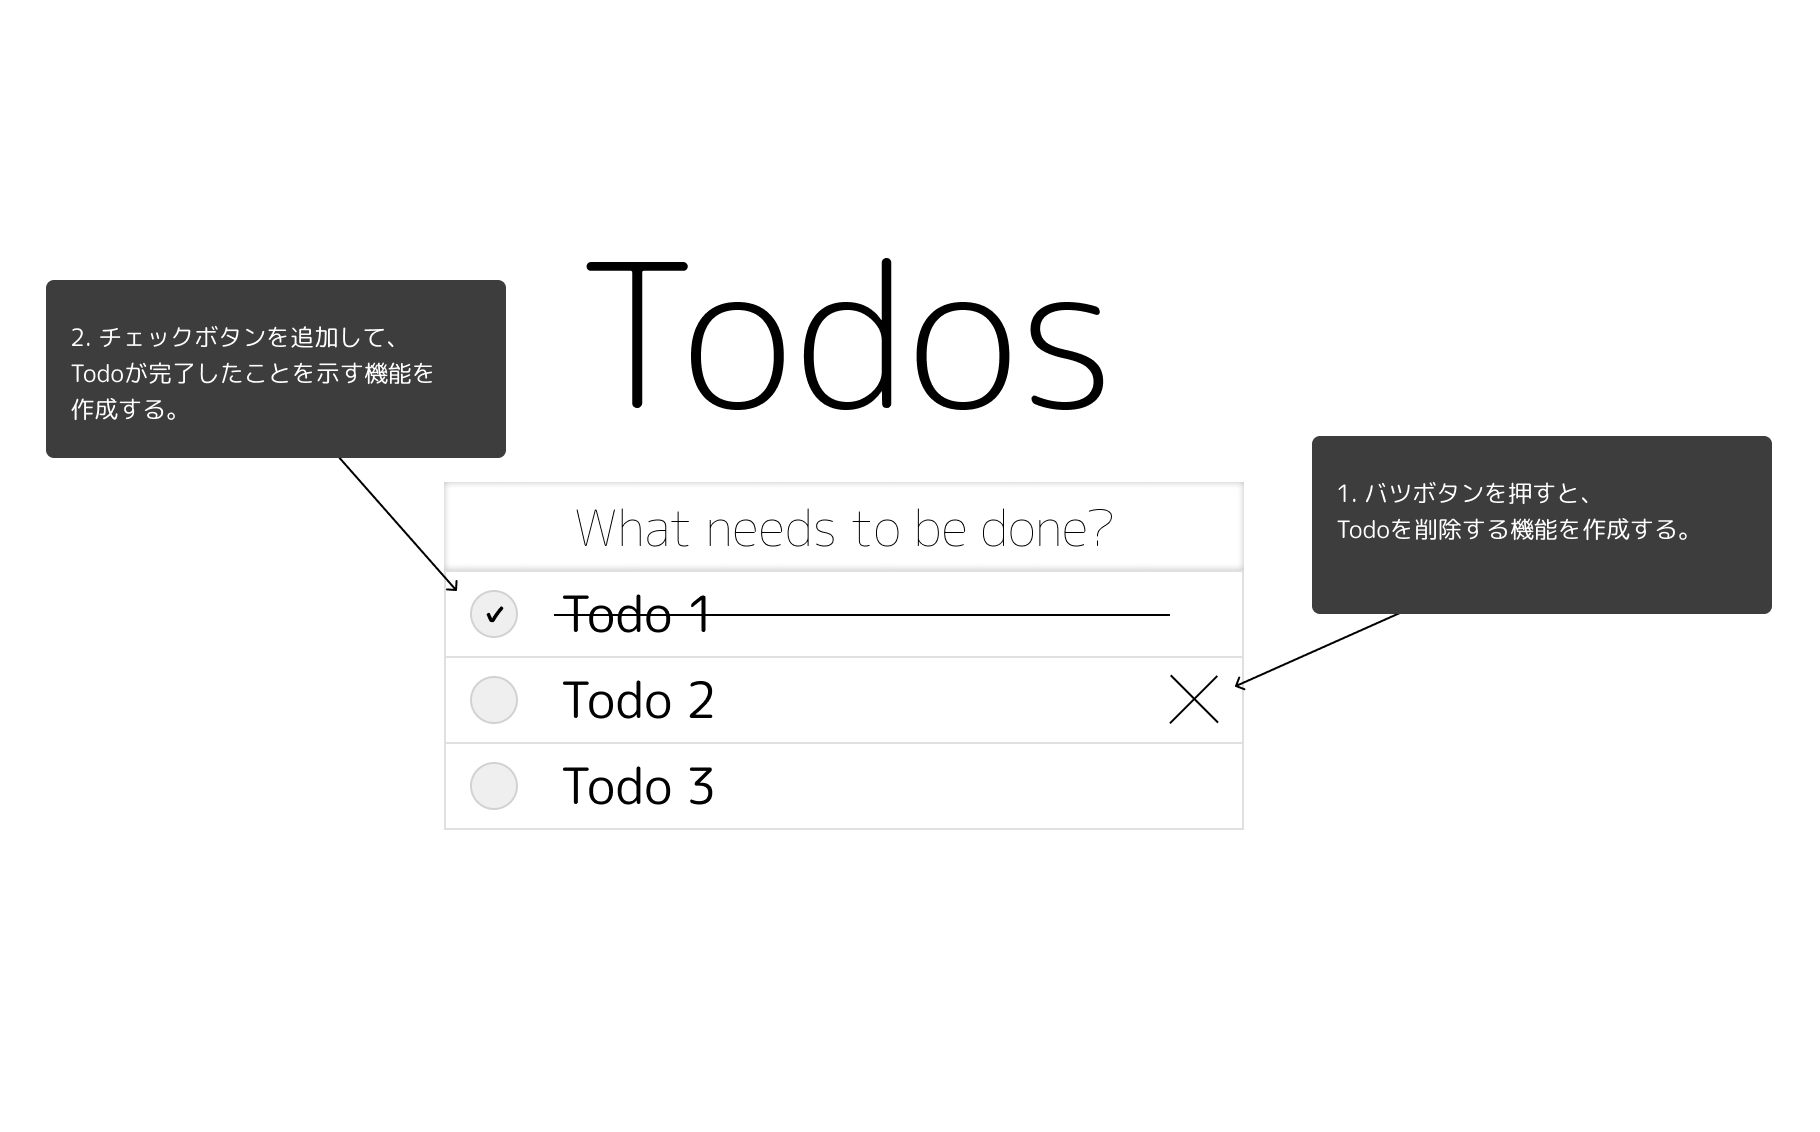 Todos
2. チェックボタンを追加して、
Todoが完了したことを示す機能を
作成する。
1. バツボタンを押すと、
Todoを削除する機能を作成する。
What needs to be done?
Todo 1
Todo 2
Todo 3